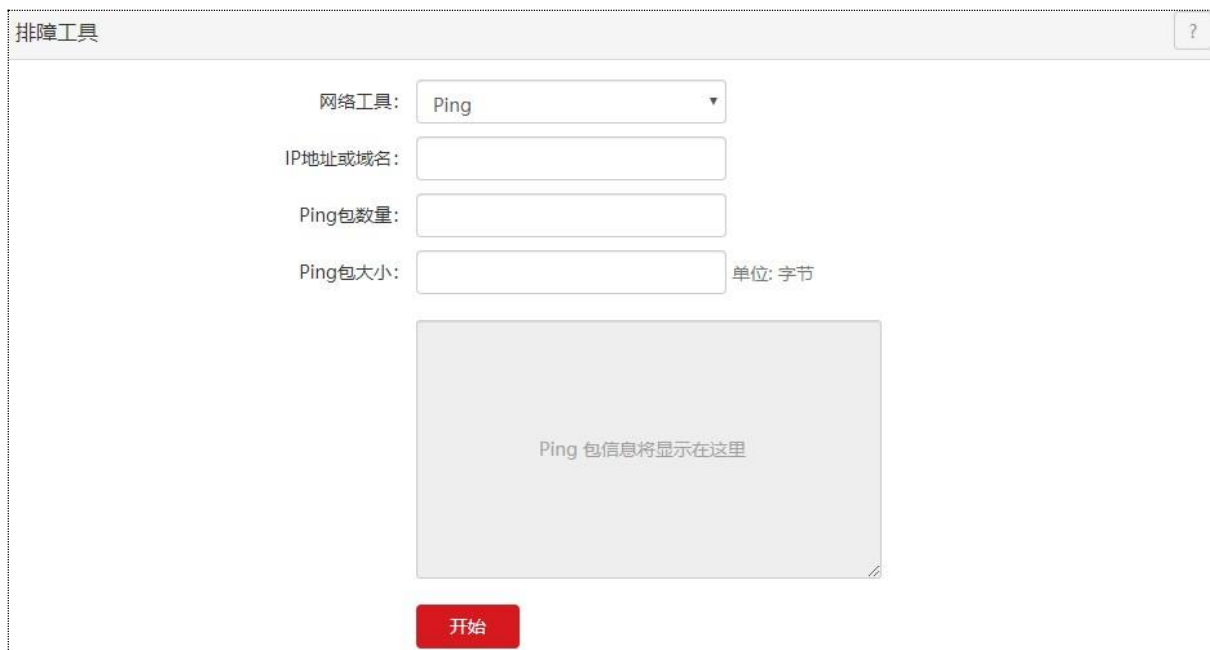 排障工具
?
网络工具: Ping
IP地址或域名:
Ping包数量:
Ping包大小: 单位: 字节
Ping 包信息将显示在这里
开始